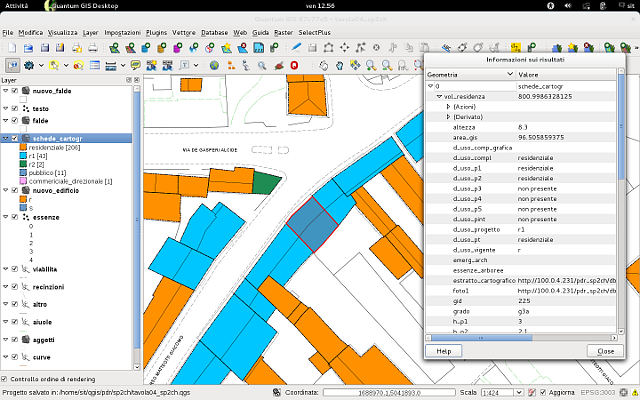 Attività
Quantum GIS Desktop
ven 12:56
sit
Quantum GIS 67c77e5 - tavola04_sp2ch
File Modifica Visualizza Layer Impostazioni Plugins Vettore Database Web Guida Raster SelectPlus
Layer
nuovo_falde
testo
falde
schede_cartogr
residenziale [206]
r1 [43]
r2 [2]
pubblico [11]
commerciale_direzionale [1]
nuovo_edificio
r
s
essenze
0
1
2
3
4
viabilita
recinzioni
altro
aiuole
aggetti
curve
Controllo ordine di rendering
VIA DE GASPERI ALCIDE
Informazioni sui risultati
Geometria Valore
0 schede_cartogr
vol_residenza 800.9986328125
(Azioni)
(Derivato)
altezza 8.3
area_gis 96.505859375
d_uso_comp_grafica
d_uso_compl residenziale
d_uso_p1 residenziale
d_uso_p2 residenziale
d_uso_p3 non presente
d_uso_p4 non presente
d_uso_p5 non presente
d_uso_pint non presente
d_uso_progetto r1
d_uso_pt residenziale
d_uso_vigente r
emerg_arch
essenze_arboree
estratto_cartografico http://100.0.4.231/pdr_sp2ch/db
foto1 http://100.0.4.231/pdr_sp2ch/db
gid 225
grado g3a
h_p1 3
h_p2 2.1
Help
Close
Progetto salvato in: /home/sit/qgis/pdr/sp2ch/tavola04_sp2ch.qgs
Coordinata:
1688970.1,5041893.0
Scala
1:424
Aggiorna
EPSG:3003